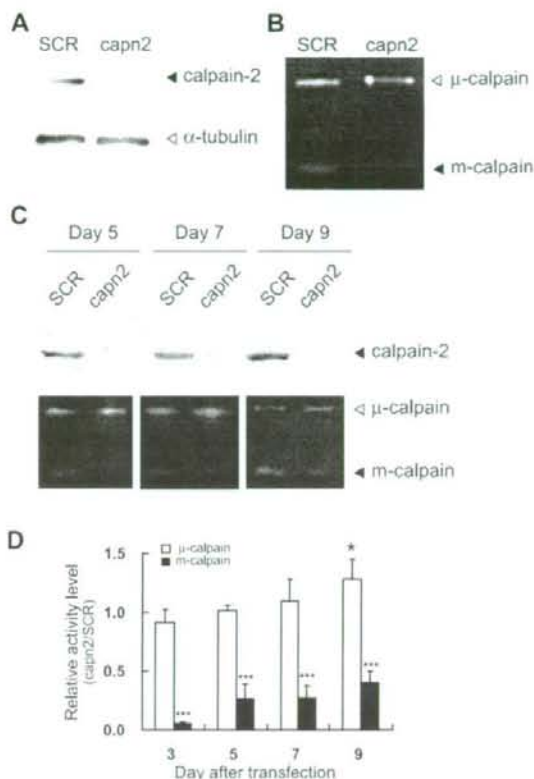 A
SCR capn2
calpain-2
α-tubulin
B
SCR capn2
μ-calpain
m-calpain
C
Day 5 Day 7 Day 9
SCR capn2 SCR capn2 SCR capn2
calpain-2
μ-calpain
m-calpain
D
μ-calpain
m-calpain
Relative activity level
(capn2/SCR)
1.5
1.0
0.5
0.0
*
*** *** *** ***
3 5 7 9
Day after transfection